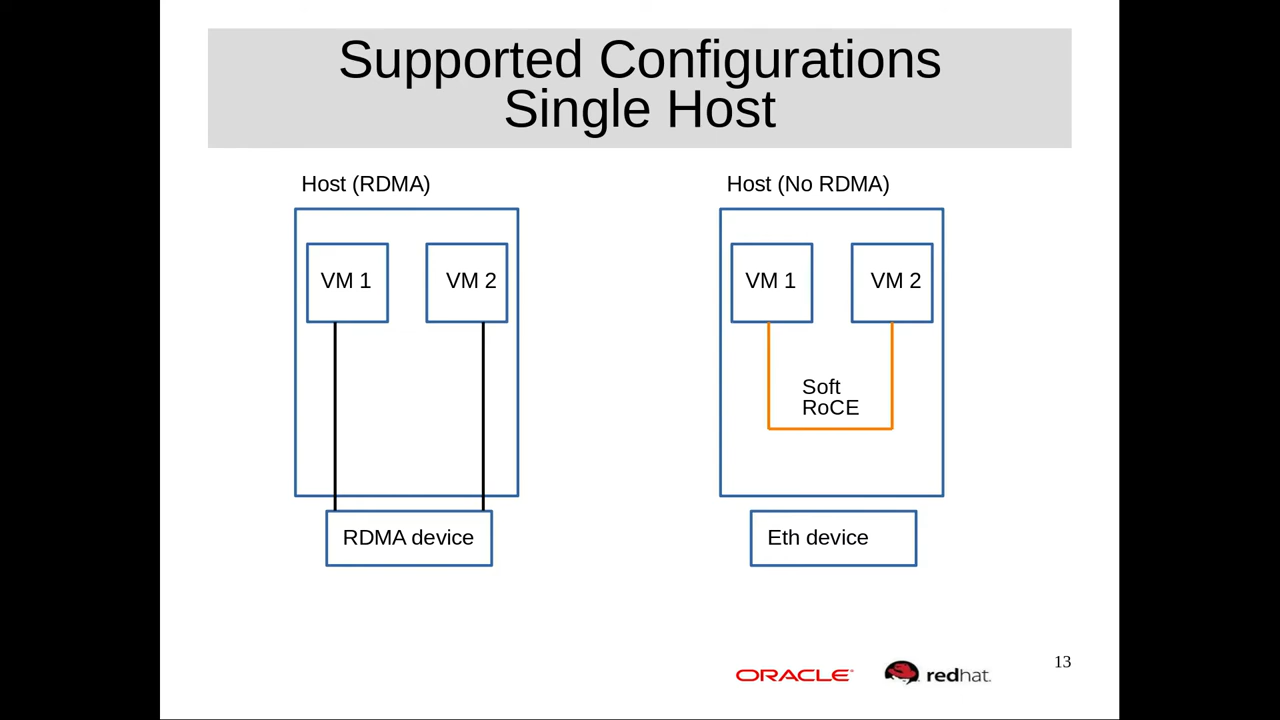 Supported Configurations
Single Host
Host (RDMA)
VM 1
VM 2
RDMA device
Host (No RDMA)
VM 1
VM 2
Soft
RoCE
Eth device
ORACLE®
redhat.
13